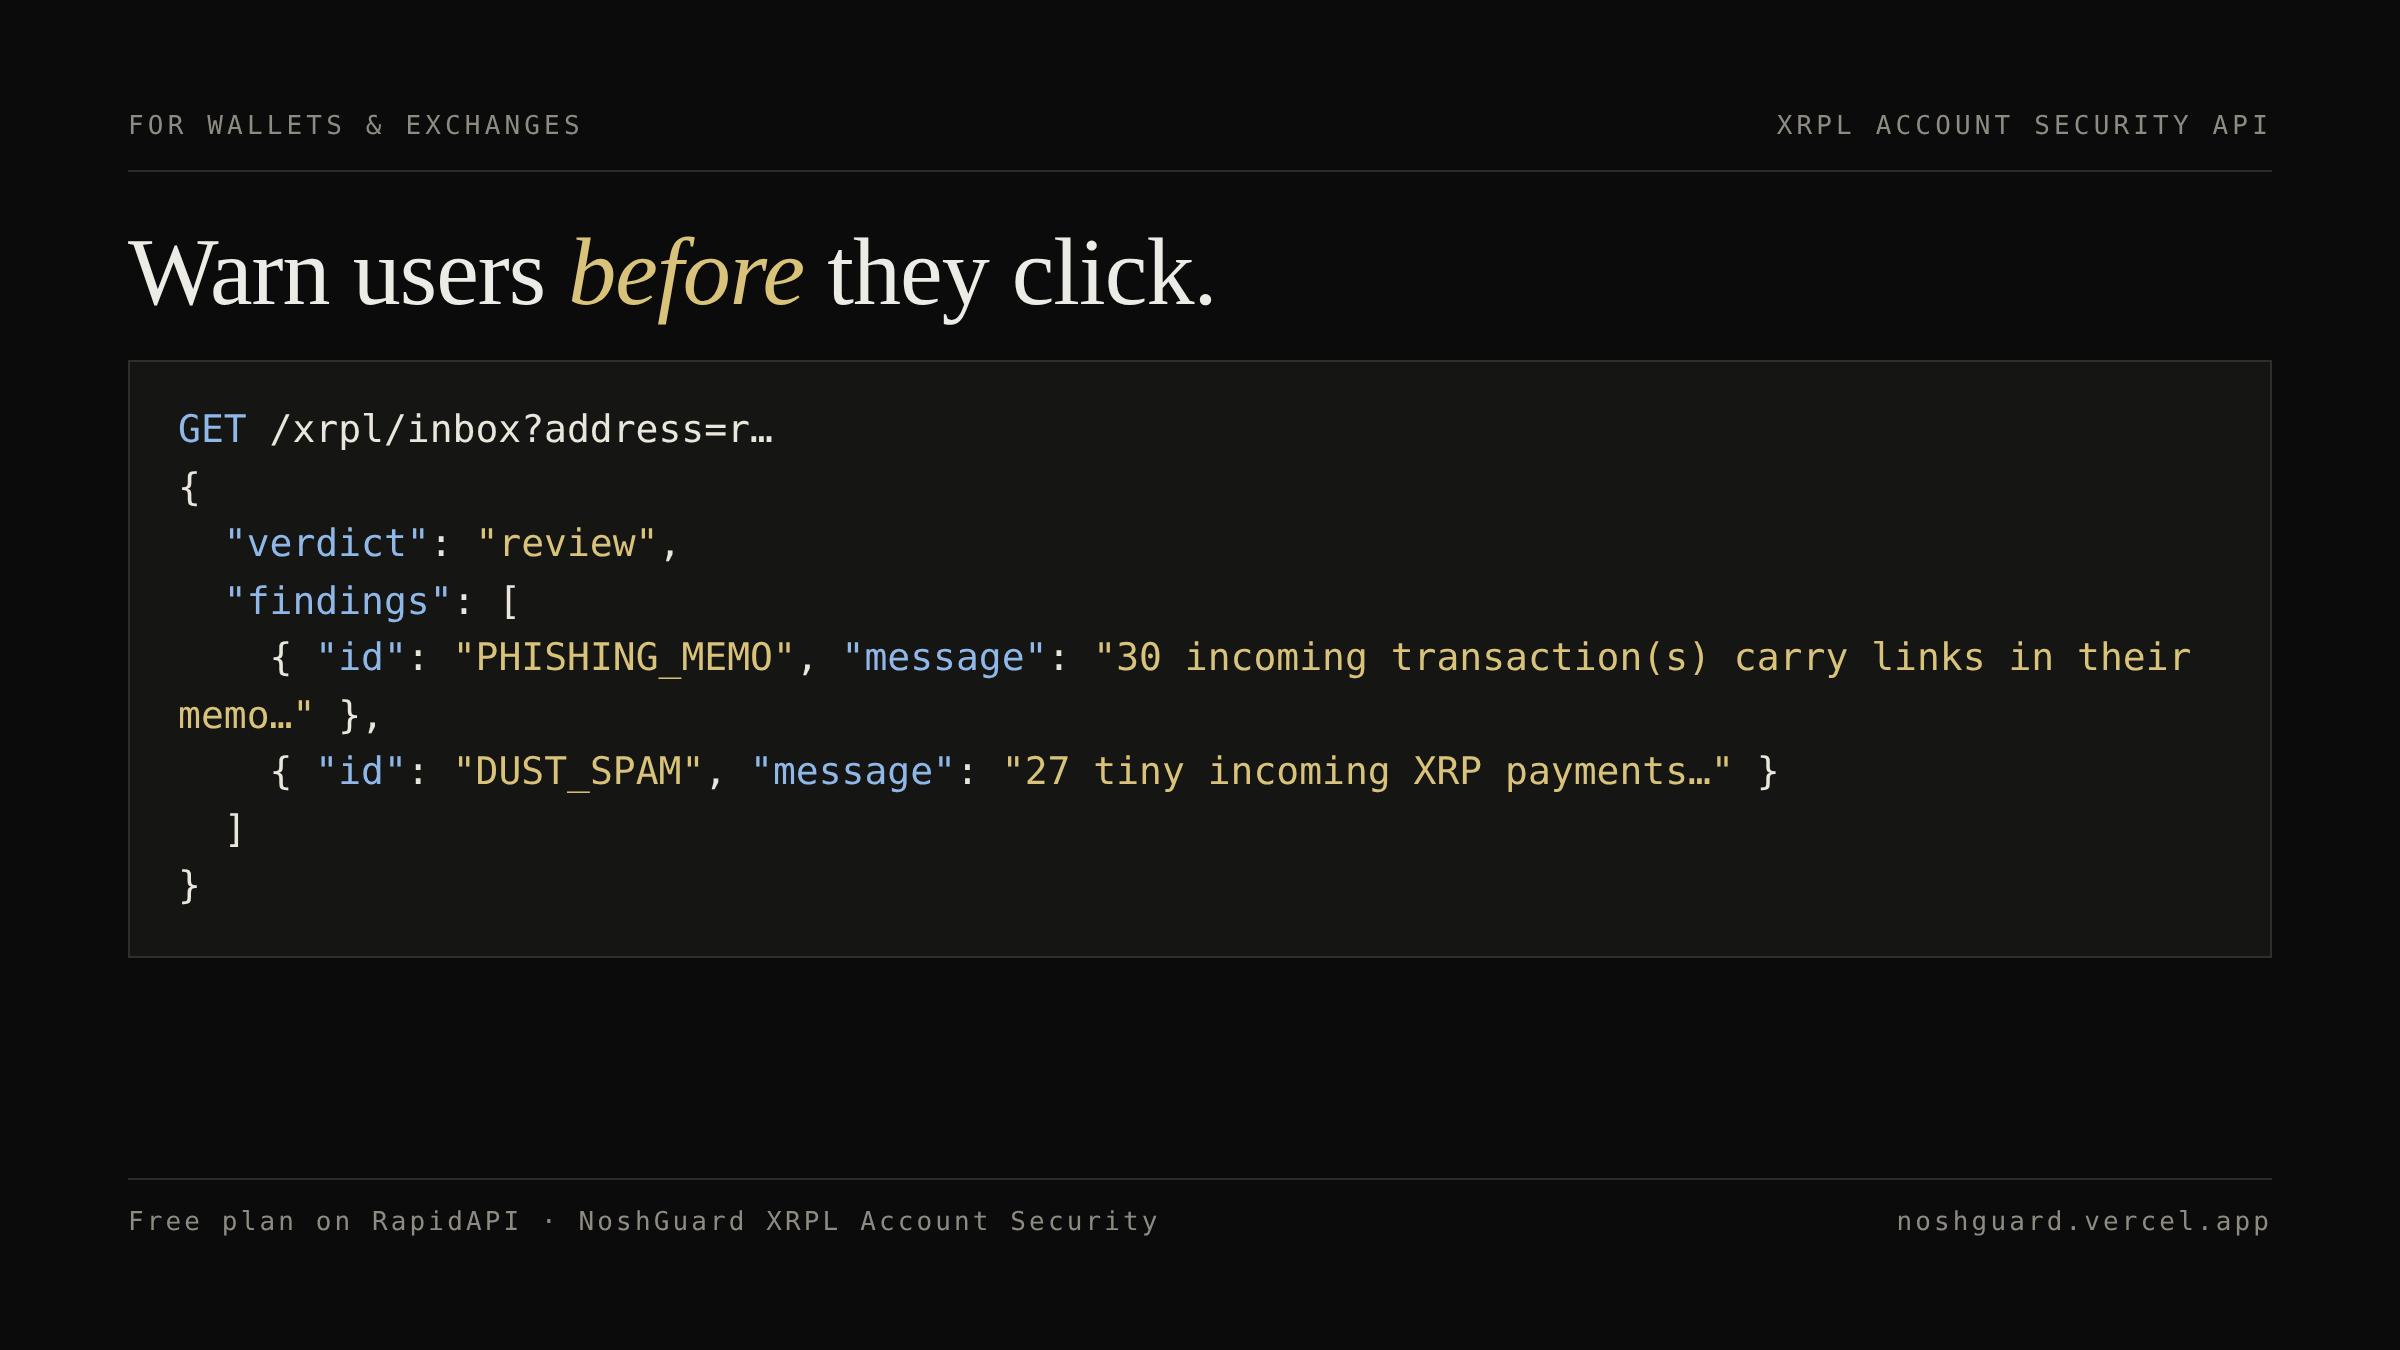 FOR WALLETS & EXCHANGES
XRPL ACCOUNT SECURITY API
Warn users before they click.
GET /xrpl/inbox?address=r…
{
  "verdict": "review",
  "findings": [
    { "id": "PHISHING_MEMO", "message": "30 incoming transaction(s) carry links in their
memo…" },
    { "id": "DUST_SPAM", "message": "27 tiny incoming XRP payments…" }
  ]
}
Free plan on RapidAPI · NoshGuard XRPL Account Security
noshguard.vercel.app